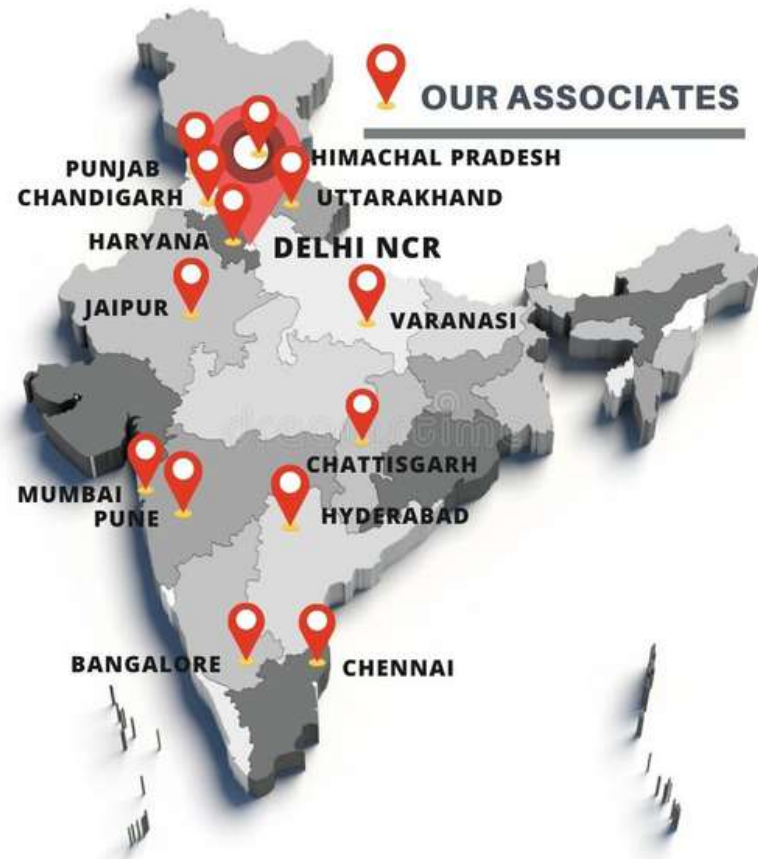 OUR ASSOCIATES
HIMACHAL PRADESH
PUNJAB
CHANDIGARH
UTTARAKHAND
HARYANA
DELHI NCR
JAIPUR
VARANASI
CHATTISGARH
MUMBAI
PUNE
HYDERABAD
BANGALORE
CHENNAI